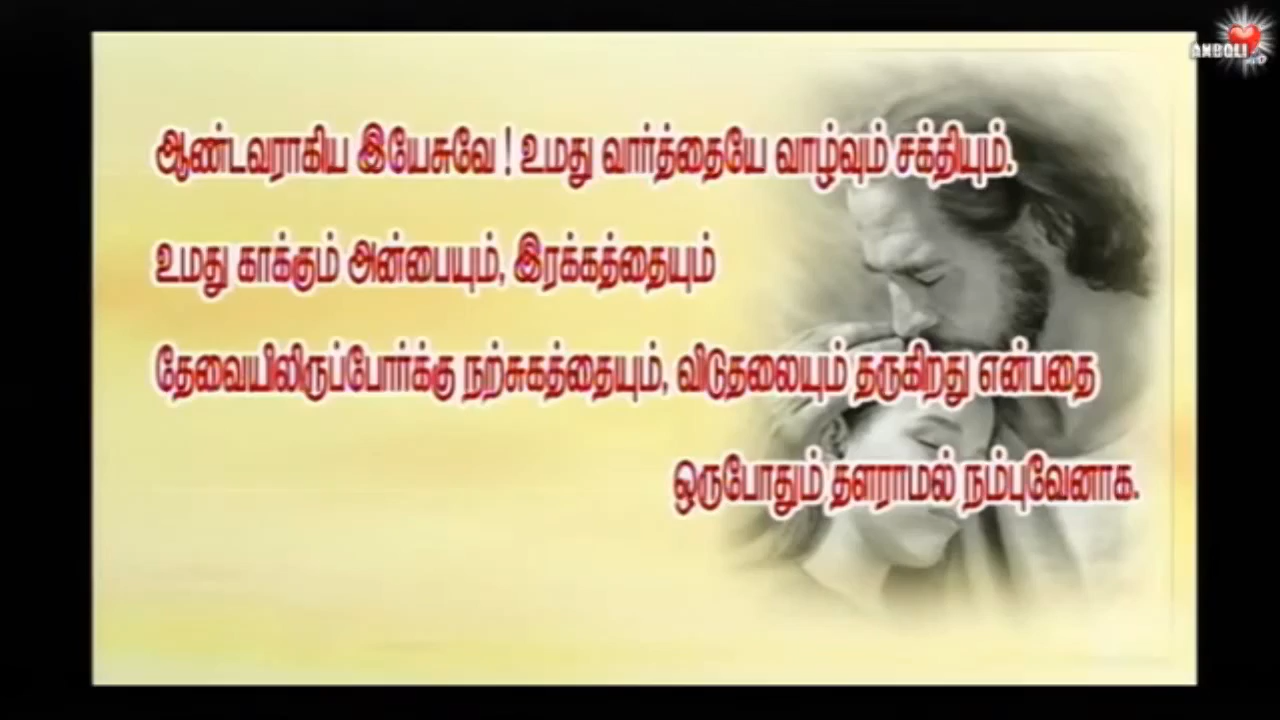 ANBOLI
ஆண்டவராகிய இயேசுவே ! உமது வார்த்தையே வாழ்வும் சக்தியும்.
உமது காக்கும் அன்பையும், இரக்கத்தையும்
தேவையிலிருப்போர்க்கு நற்சுகத்தையும், விடுதலையும் தருகிறது என்பதை
ஒருபோதும் தளராமல் நம்புவேனாக.